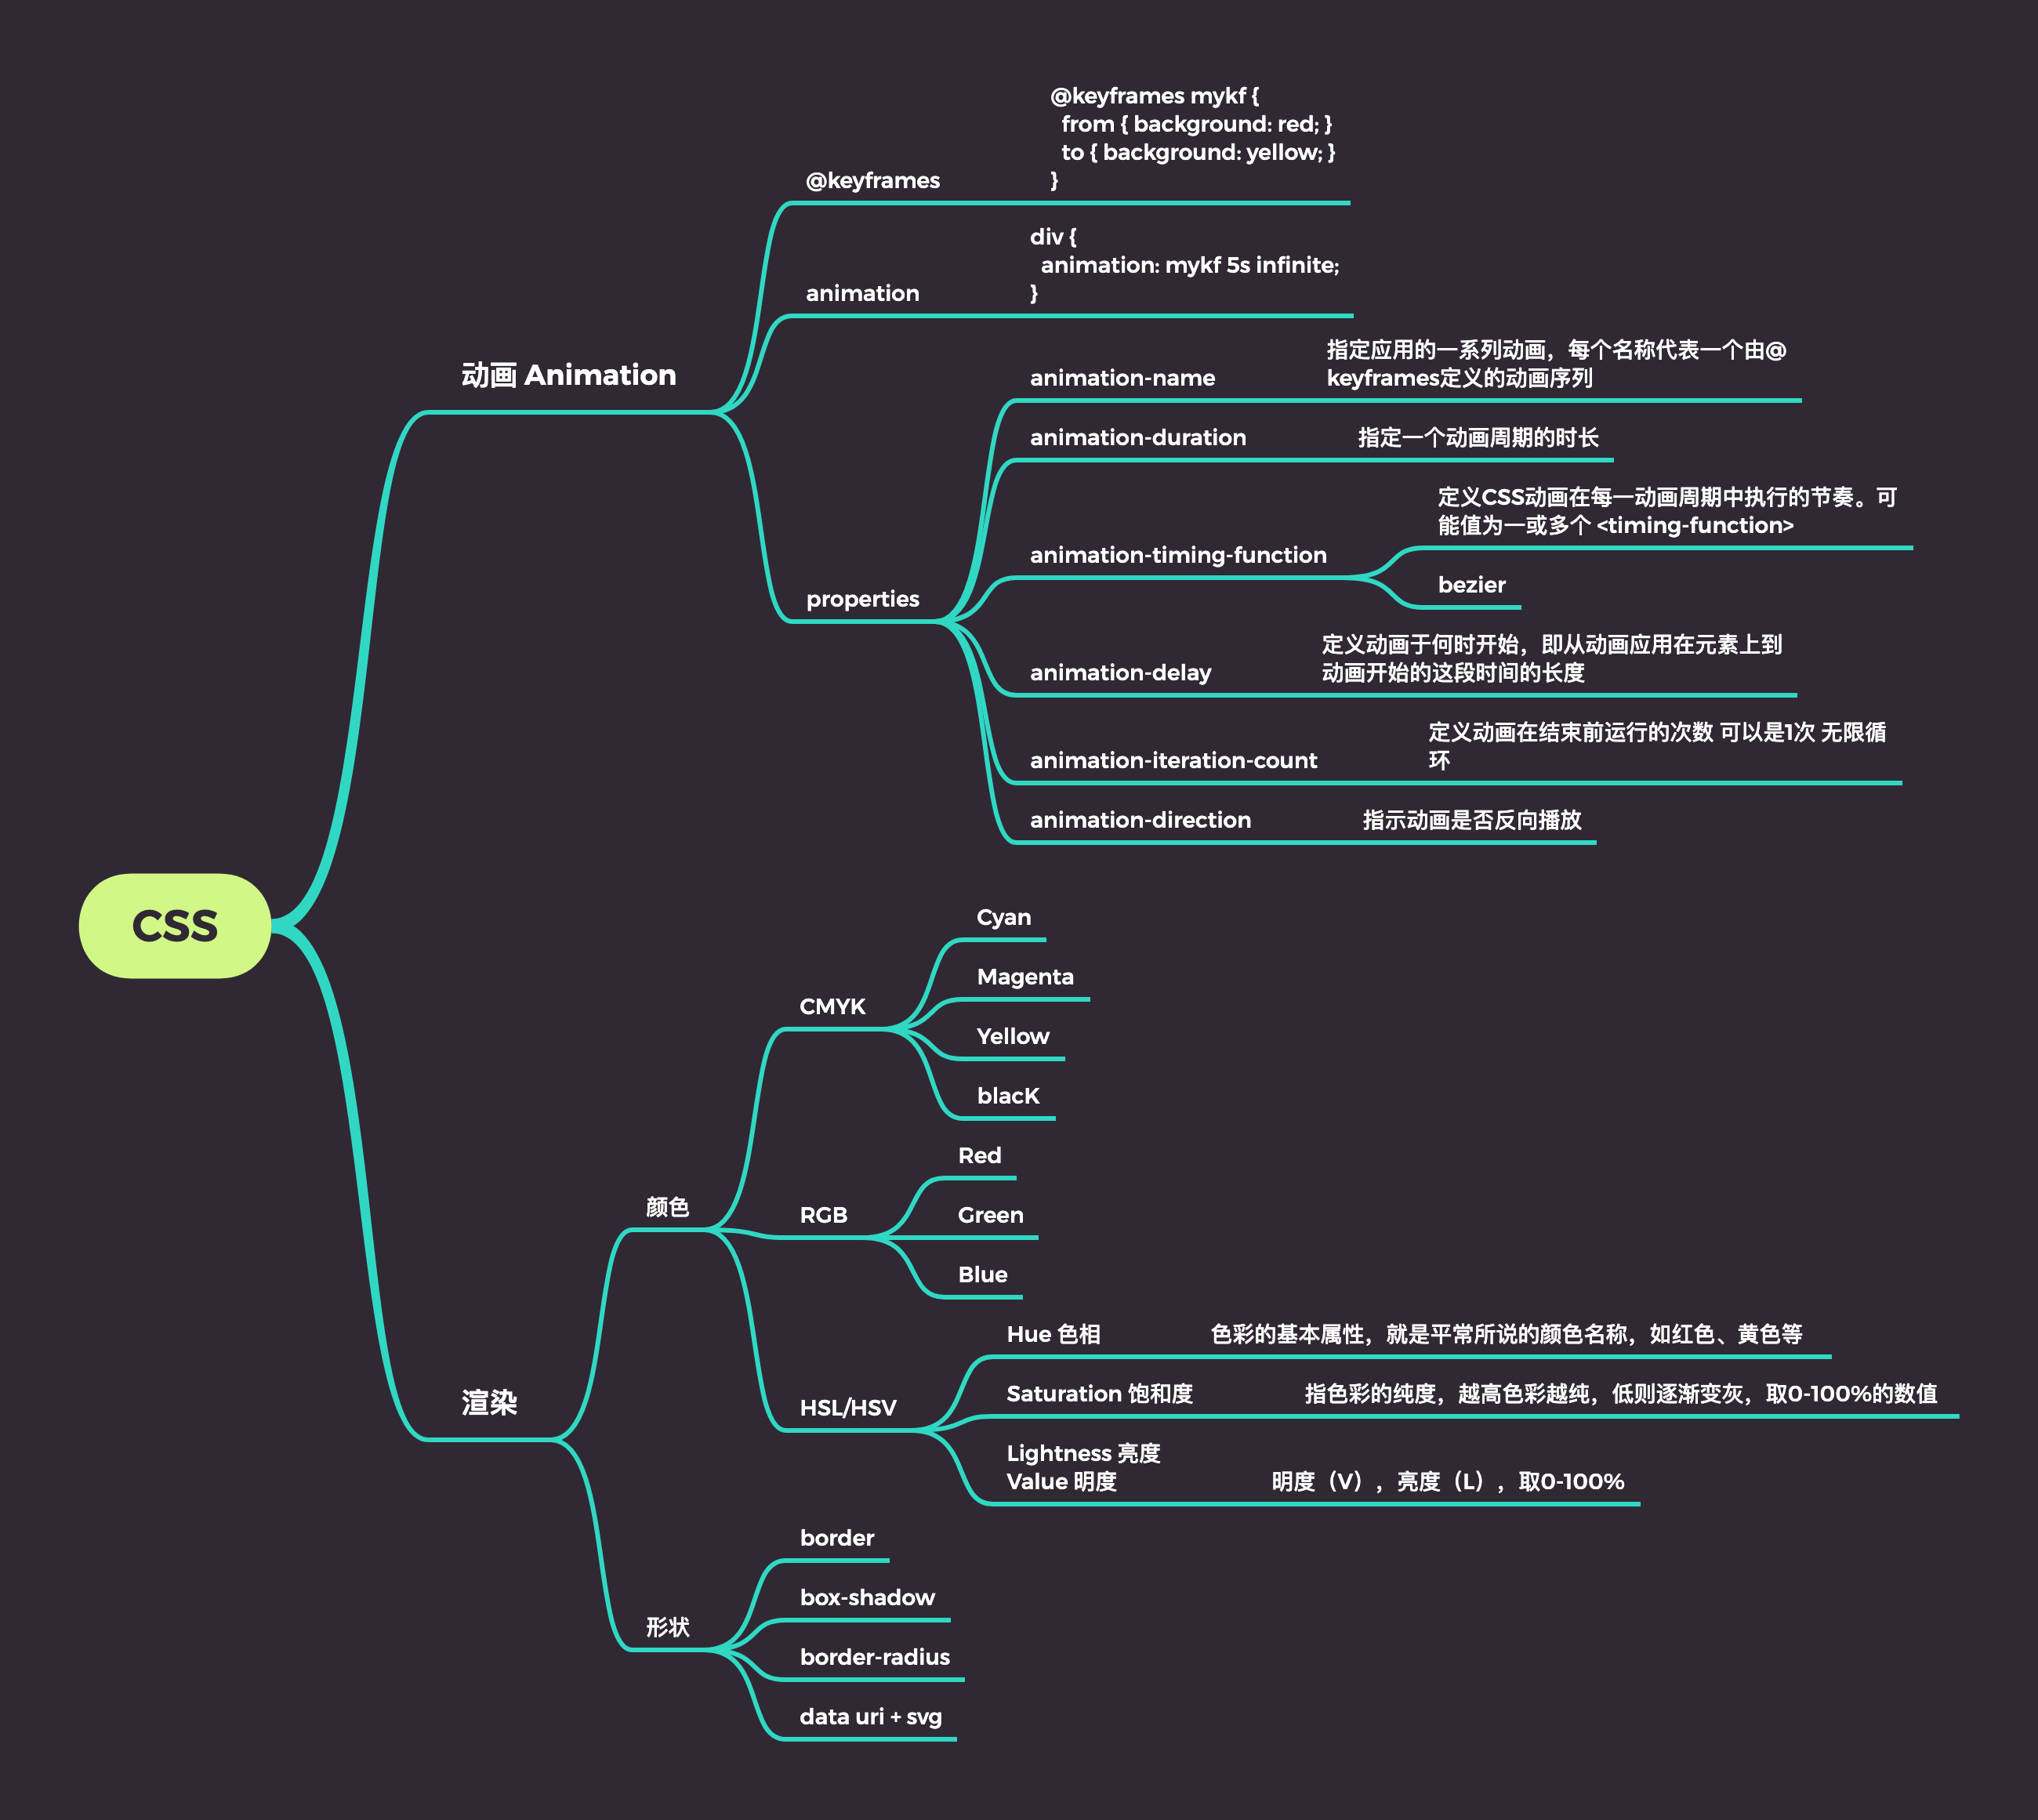 CSS
动画 Animation
@keyframes
@keyframes mykf {
from { background: red; }
to { background: yellow; }
}
animation
div {
animation: mykf 5s infinite;
}
properties
animation-name
指定应用的一系列动画，每个名称代表一个由@
keyframes定义的动画序列
animation-duration
指定一个动画周期的时长
animation-timing-function
定义CSS动画在每一动画周期中执行的节奏。可
能值为一或多个 <timing-function>
bezier
animation-delay
定义动画于何时开始，即从动画应用在元素上到
动画开始的这段时间的长度
animation-iteration-count
定义动画在结束前运行的次数 可以是1次 无限循
环
animation-direction
指示动画是否反向播放
渲染
颜色
CMYK
Cyan
Magenta
Yellow
blacK
RGB
Red
Green
Blue
HSL/HSV
Hue 色相
色彩的基本属性，就是平常所说的颜色名称，如红色、黄色等
Saturation 饱和度
指色彩的纯度，越高色彩越纯，低则逐渐变灰，取0-100%的数值
Lightness 亮度
Value 明度
明度（V），亮度（L），取0-100%
形状
border
box-shadow
border-radius
data uri + svg